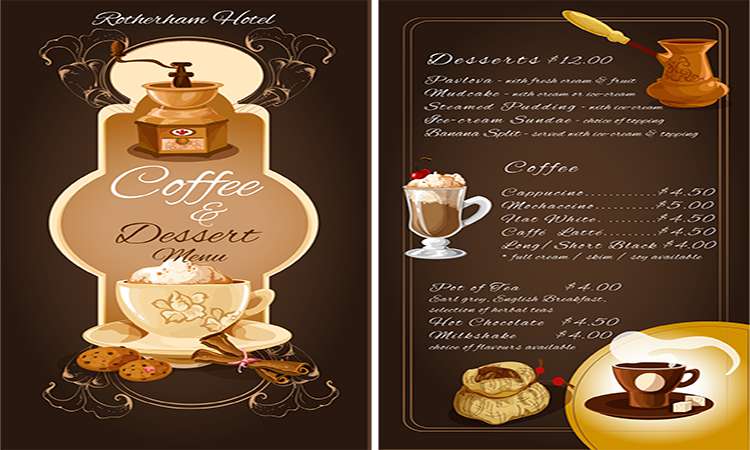 Rotherham Hotel
Coffee
&
Dessert
Menu
Desserts $12.00
Pavlova - with fresh cream & fruit
Mudcake - with cream or ice-cream
Steamed Pudding - with ice-cream
Ice-cream Sundae - choice of topping
Banana Split - served with ice-cream & topping
Coffee
Cappucino..............$4.50
Mochaccino............$5.00
Flat White..............$4.50
Caffé Latté.............$4.50
Long/Short Black $4.00
* full cream / skim / soy available
Pot of Tea $4.00
Earl grey, English Breakfast,
selection of herbal teas
Hot Chocolate $4.50
Milkshake $4.00
choice of flavours available